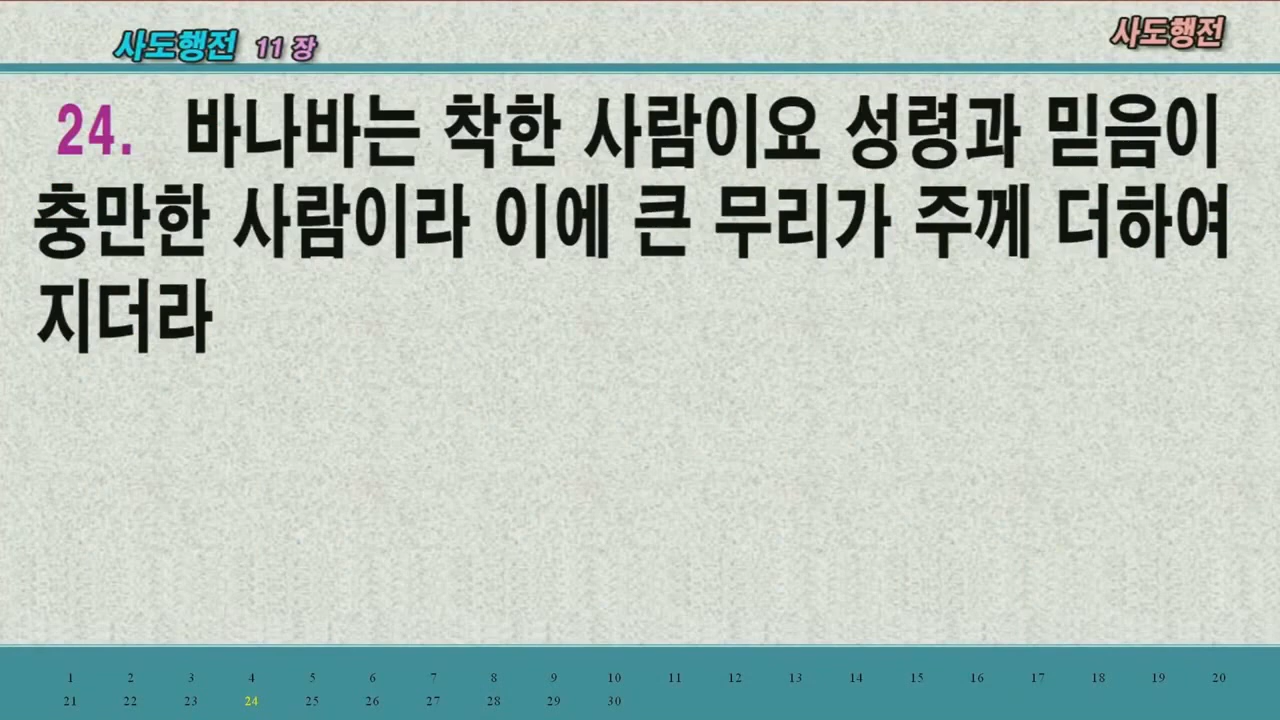 사도행전 11 장
사도행전
24. 바나바는 착한 사람이요 성령과 믿음이
충만한 사람이라 이에 큰 무리가 주께 더하여
지더라
1 2 3 4 5 6 7 8 9 10 11 12 13 14 15 16 17 18 19 20
21 22 23 24 25 26 27 28 29 30